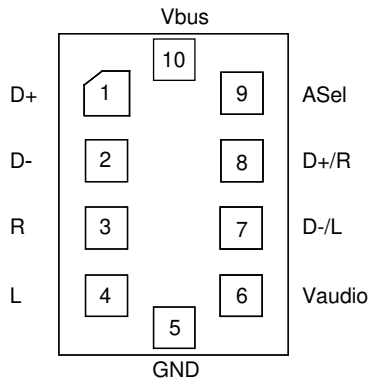 Vbus
10
D+ 1 9 ASel
D- 2 8 D+/R
R 3 7 D-/L
L 4 6 Vaudio
5
GND